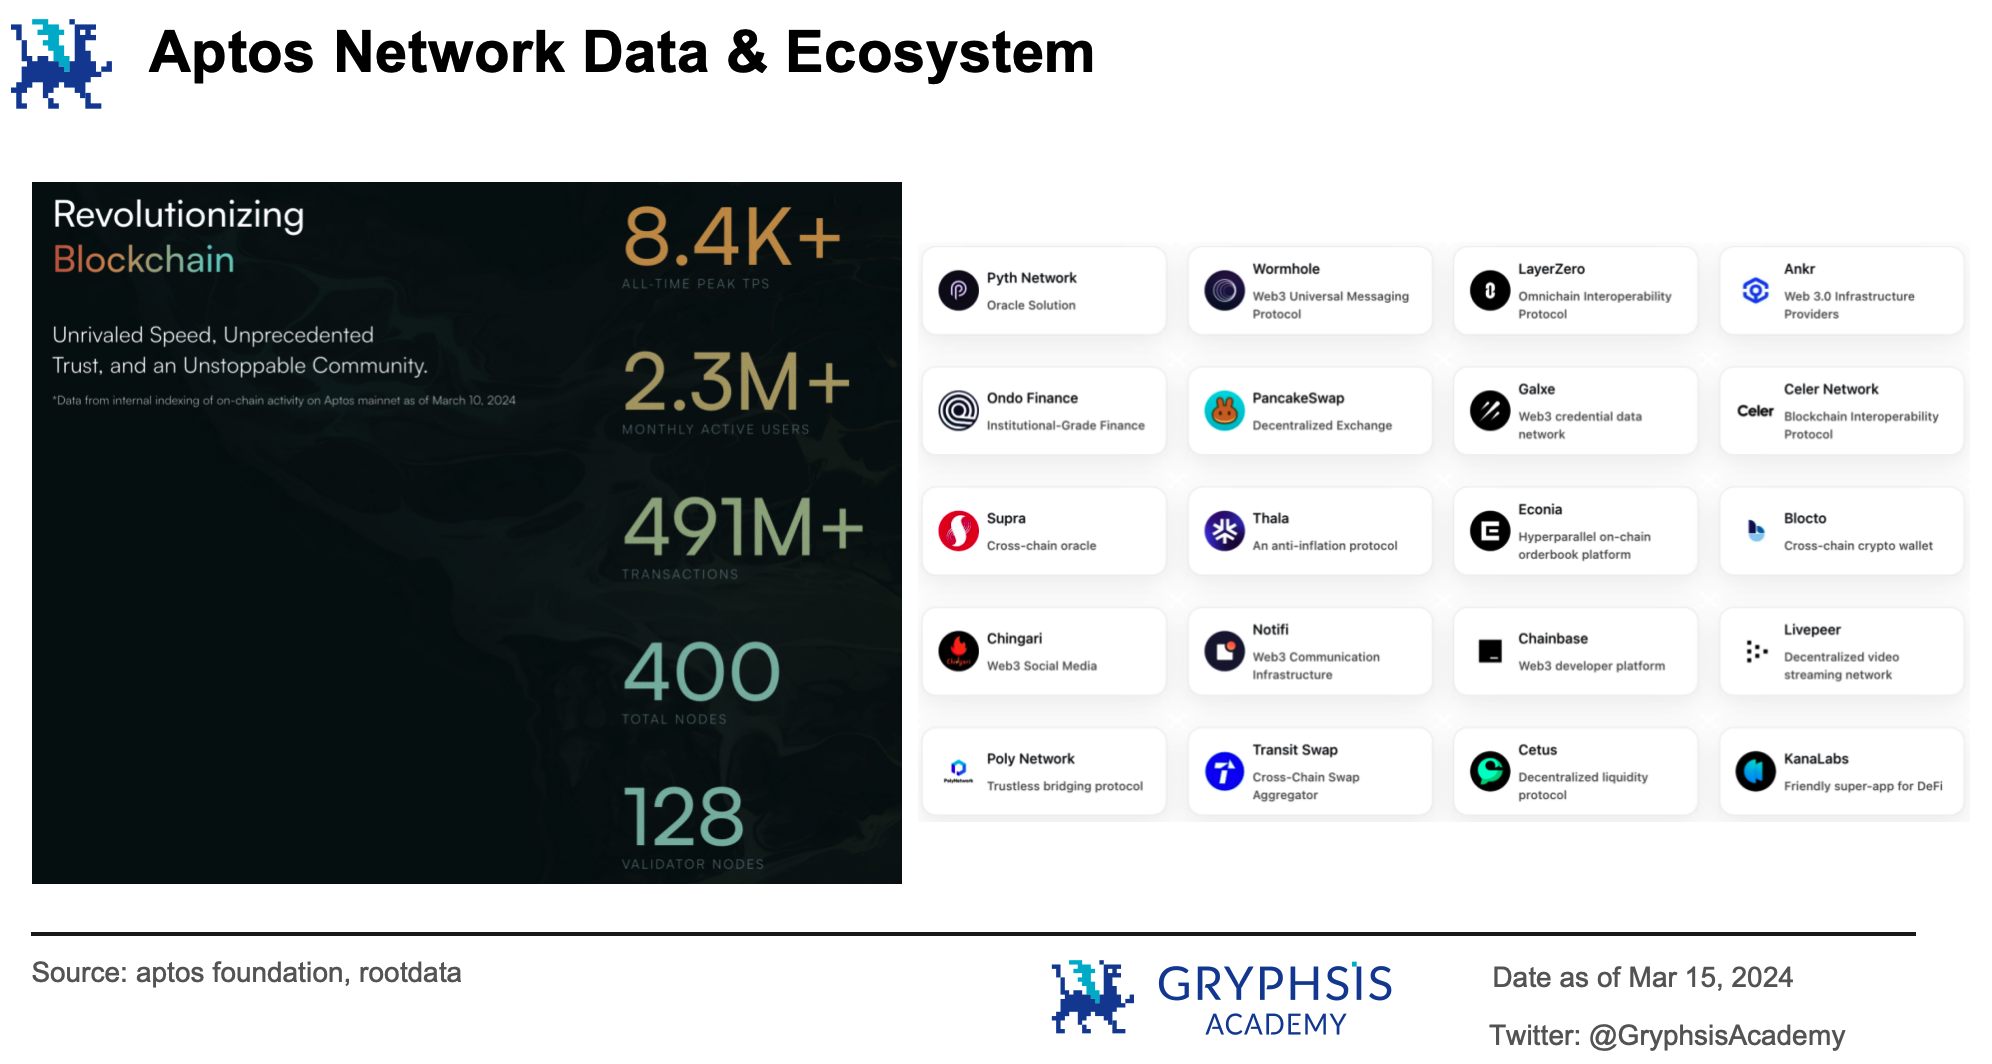 Aptos Network Data & Ecosystem
Revolutionizing
Blockchain
Unrivaled Speed, Unprecedented
Trust, and an Unstoppable Community.
*Data from internal indexing of on-chain activity on Aptos mainnet as of March 10, 2024
8.4K+
ALL-TIME PEAK TPS
2.3M+
MONTHLY ACTIVE USERS
491M+
TRANSACTIONS
400
TOTAL NODES
128
VALIDATOR NODES
Pyth Network
Oracle Solution
Wormhole
Web3 Universal Messaging
Protocol
LayerZero
Omnichain Interoperability
Protocol
Ankr
Web 3.0 Infrastructure
Providers
Ondo Finance
Institutional-Grade Finance
PancakeSwap
Decentralized Exchange
Galxe
Web3 credential data
network
Celer
Celer Network
Blockchain Interoperability
Protocol
Supra
Cross-chain oracle
Thala
An anti-inflation protocol
Econia
Hyperparallel on-chain
orderbook platform
Blocto
Cross-chain crypto wallet
Chingari
Chingari
Web3 Social Media
Notifi
Web3 Communication
Infrastructure
Chainbase
Web3 developer platform
Livepeer
Decentralized video
streaming network
PolyNetwork
Poly Network
Trustless bridging protocol
Transit Swap
Cross-Chain Swap
Aggregator
Cetus
Decentralized liquidity
protocol
KanaLabs
Friendly super-app for DeFi
Source: aptos foundation, rootdata
GRYPHSIS
ACADEMY
Date as of Mar 15, 2024
Twitter: @GryphsisAcademy